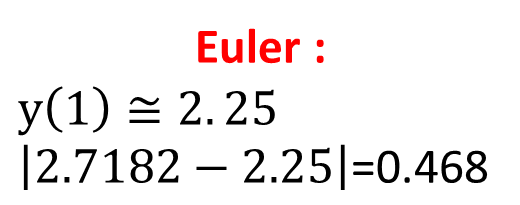 Euler :
y(1) ≅ 2.25
|2.7182 − 2.25|=0.468